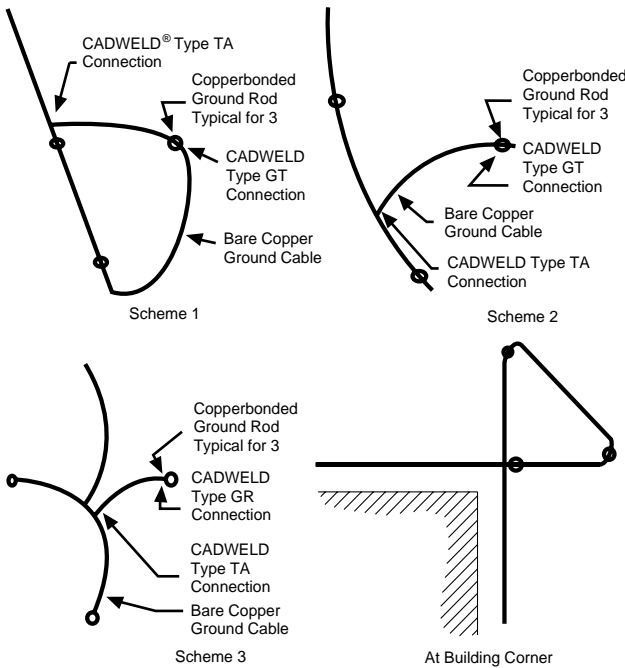 CADWELD® Type TA
Connection
Copperbonded
Ground Rod
Typical for 3
CADWELD
Type GT
Connection
Bare Copper
Ground Cable
Scheme 1
Copperbonded
Ground Rod
Typical for 3
CADWELD
Type GT
Connection
Bare Copper
Ground Cable
CADWELD Type TA
Connection
Scheme 2
Copperbonded
Ground Rod
Typical for 3
CADWELD
Type GR
Connection
CADWELD
Type TA
Connection
Bare Copper
Ground Cable
Scheme 3
At Building Corner